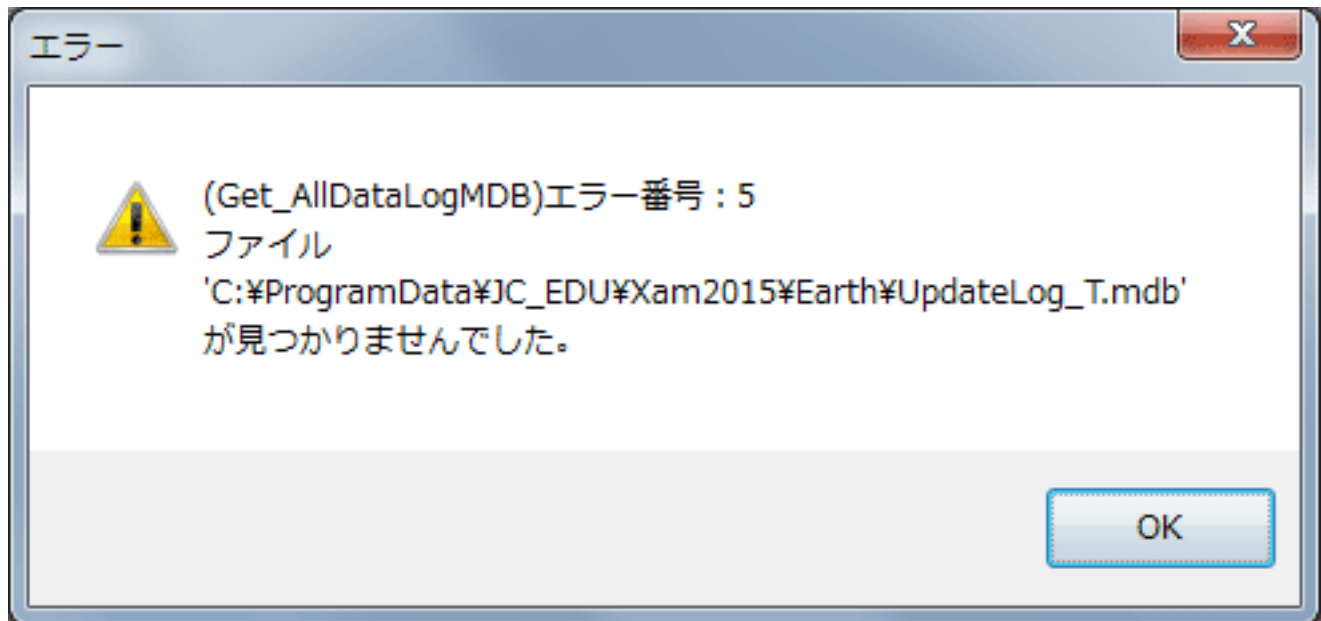 エラー
(Get_AllDataLogMDB)エラー番号：5
ファイル
'C:¥ProgramData¥JC_EDU¥Xam2015¥Earth¥UpdateLog_T.mdb'
が見つかりませんでした。
OK